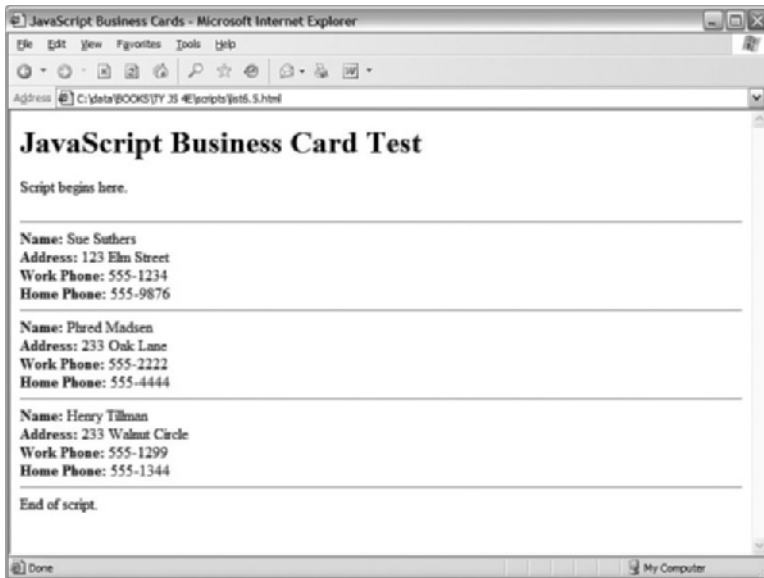 JavaScript Business Cards - Microsoft Internet Explorer
File Edit View Favorites Tools Help
Address C:\data\BOOKS\TY JS 4E\scripts\list6.5.html
JavaScript Business Card Test
Script begins here.
Name: Sue Suthers
Address: 123 Elm Street
Work Phone: 555-1234
Home Phone: 555-9876
Name: Phred Madsen
Address: 233 Oak Lane
Work Phone: 555-2222
Home Phone: 555-4444
Name: Henry Tillman
Address: 233 Walnut Circle
Work Phone: 555-1299
Home Phone: 555-1344
End of script.
Done My Computer